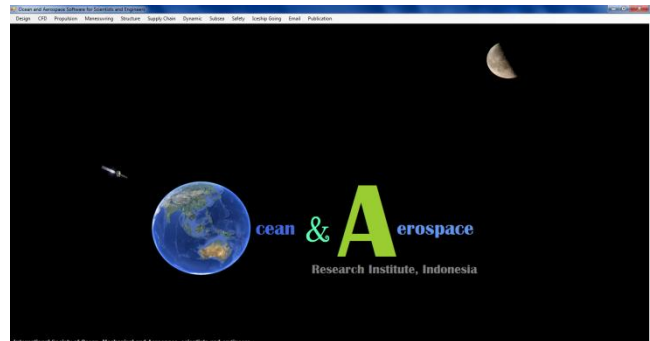 Ocean and Aerospace Software for Scientists and Engineers
Design CFD Propulsion Maneuvering Structure Supply Chain Dynamic Subsea Safety Iceship Going Email Publication
cean & Aerospace
Research Institute, Indonesia